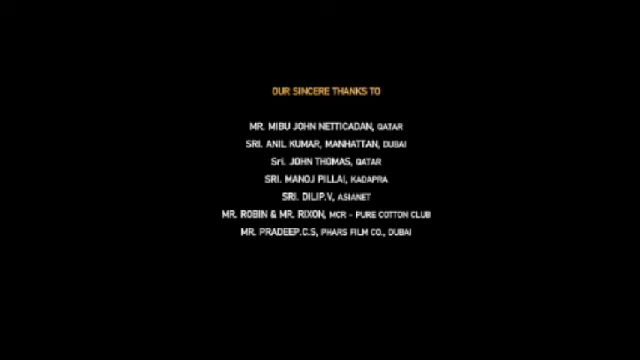 OUR SINCERE THANKS TO
MR. MIBU JOHN NETTICADAN, QATAR
SRI. ANIL KUMAR, MANHATTAN, DUBAI
Sri. JOHN THOMAS, QATAR
SRI. MANOJ PILLAI, KADAPRA
SRI. DILIP.V, ASIANET
MR. ROBIN & MR. RIXON, MCR - PURE COTTON CLUB
MR. PRADEEP.C.S, PHARS FILM CO., DUBAI